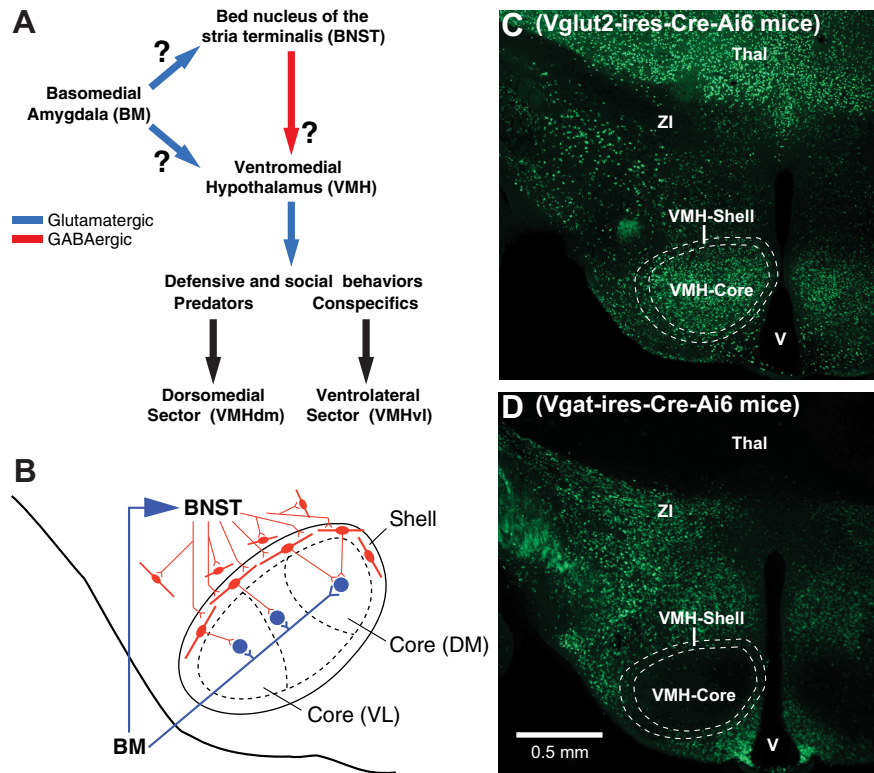 A
Bed nucleus of the
stria terminalis (BNST)
?
Basomedial
Amygdala (BM)
?
?
Ventromedial
Hypothalamus (VMH)
Glutamatergic
GABAergic
Defensive and social behaviors
Predators Conspecifics
Dorsomedial
Sector (VMHdm)
Ventrolateral
Sector (VMHvl)
B
BNST
Shell
Core (DM)
Core (VL)
BM
C (Vglut2-ires-Cre-Ai6 mice)
Thal
ZI
VMH-Shell
VMH-Core
V
D (Vgat-ires-Cre-Ai6 mice)
Thal
ZI
VMH-Shell
VMH-Core
0.5 mm
V